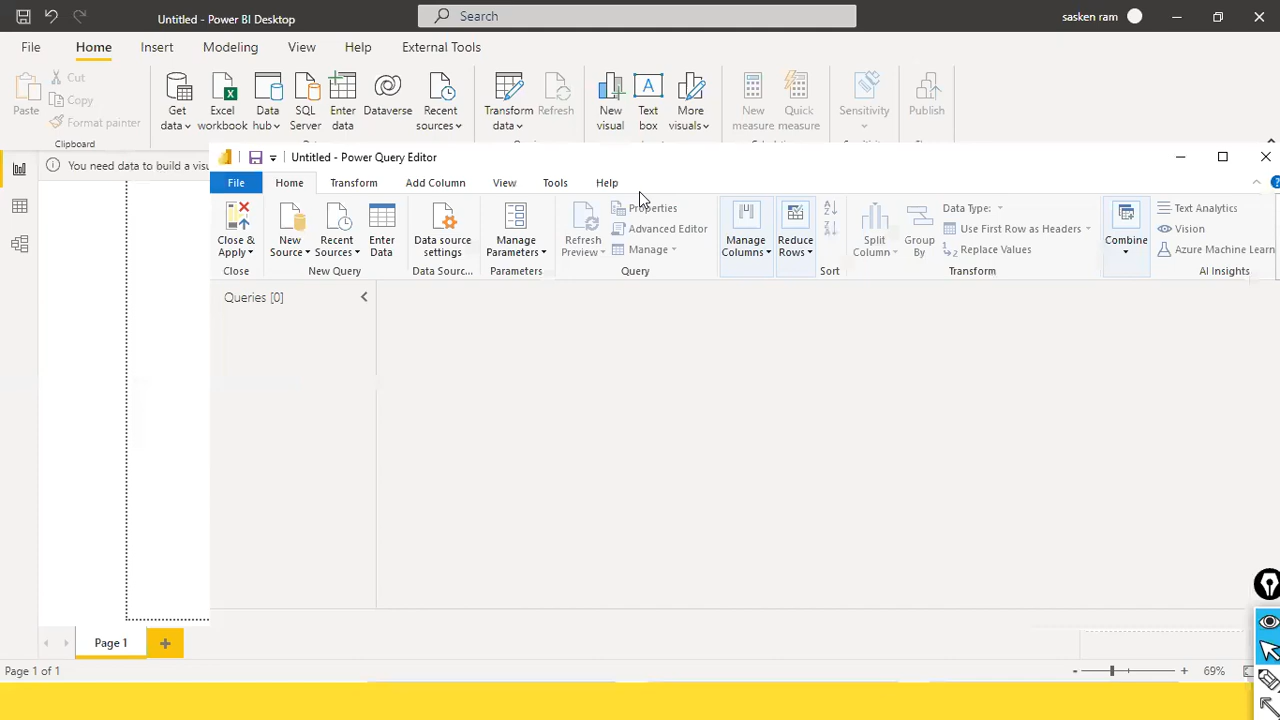 Untitled - Power BI Desktop
Search
sasken ram
File Home Insert Modeling View Help External Tools
Paste
Cut
Copy
Format painter
Clipboard
Get data
Excel workbook
Data hub
SQL Server
Enter data
Dataverse
Recent sources
Transform data
Refresh
New visual
Text box
More visuals
New measure
Quick measure
Sensitivity
Publish
You need data to build a visu
Untitled - Power Query Editor
File Home Transform Add Column View Tools Help
Close & Apply
New Source
Recent Sources
Enter Data
Data source settings
Manage Parameters
Refresh Preview
Properties
Advanced Editor
Manage
Manage Columns
Reduce Rows
Split Column
Group By
Data Type:
Use First Row as Headers
1
2
Replace Values
Combine
Text Analytics
Vision
Azure Machine Learn
Close New Query Data Sourc... Parameters Query Sort Transform AI Insights
Queries [0]
Page 1
Page 1 of 1
69%